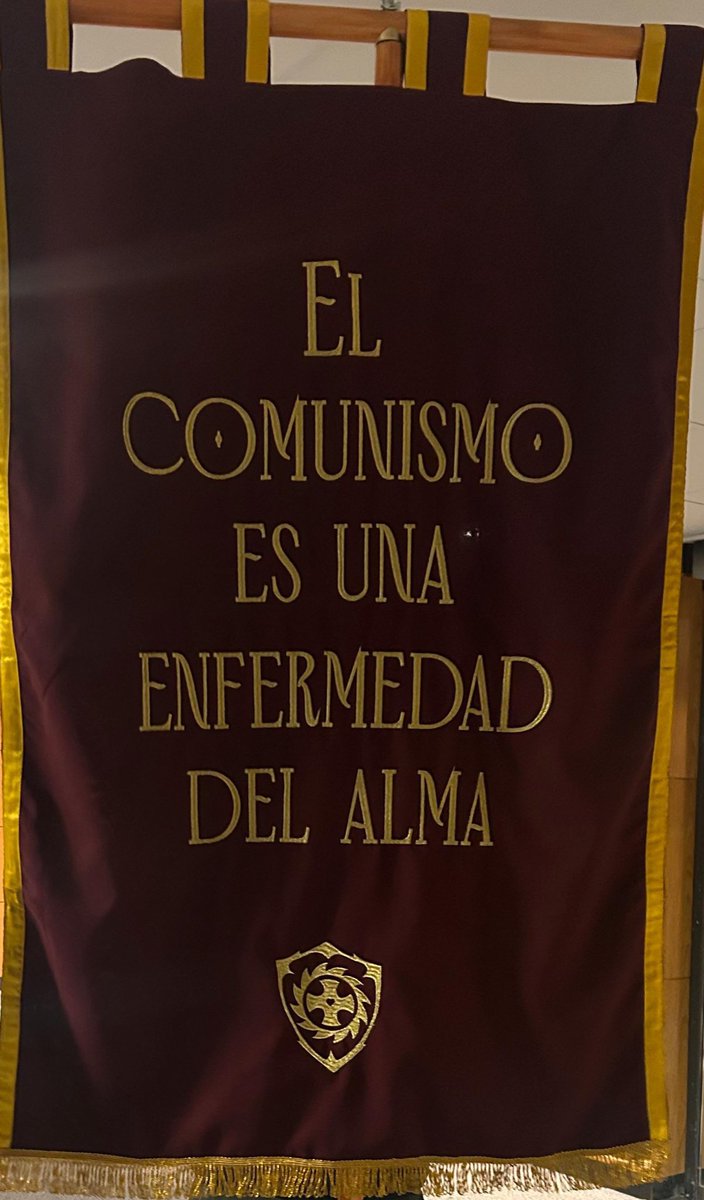 El
COMUNISMO
ES UNA
ENFERMEDAD
DEL ALMA